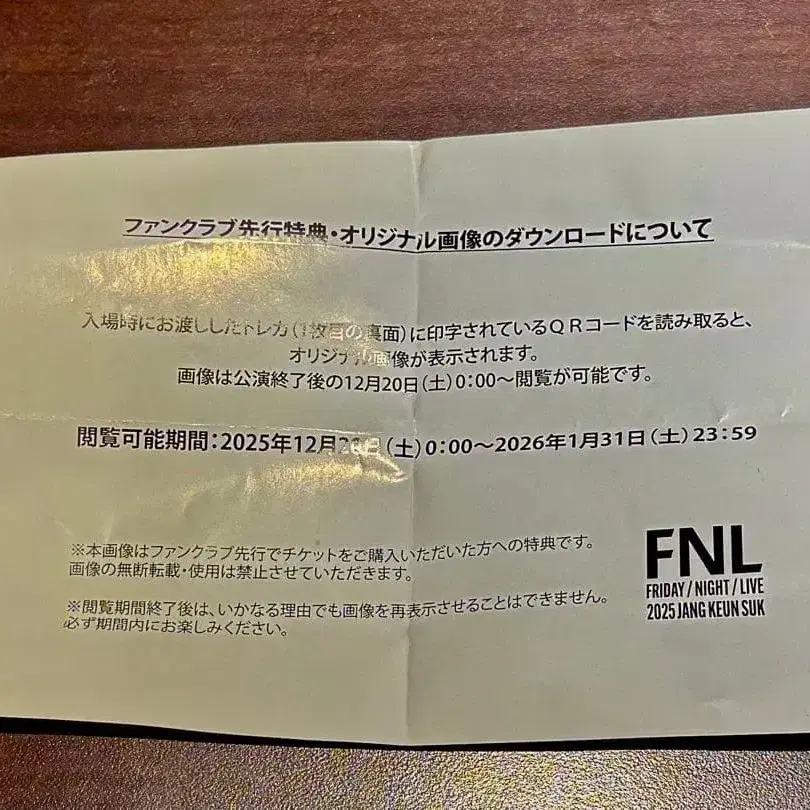 ファンクラブ先行特典・オリジナル画像のダウンロードについて
入場時にお渡ししたトレカ(1枚目の裏面)に印字されているQRコードを読み取ると、
オリジナル画像が表示されます。
画像は公演終了後の12月20日(土)0:00～閲覧が可能です。
閲覧可能期間:2025年12月20日(土)0:00～2026年1月31日(土)23:59
※本画像はファンクラブ先行でチケットをご購入いただいた方への特典です。
画像の無断転載・使用は禁止させていただきます。
※閲覧期間終了後は、いかなる理由でも画像を再表示させることはできません。
必ず期間内にお楽しみください。
FNL
FRIDAY/NIGHT/LIVE
2025 JANG KEUN SUK